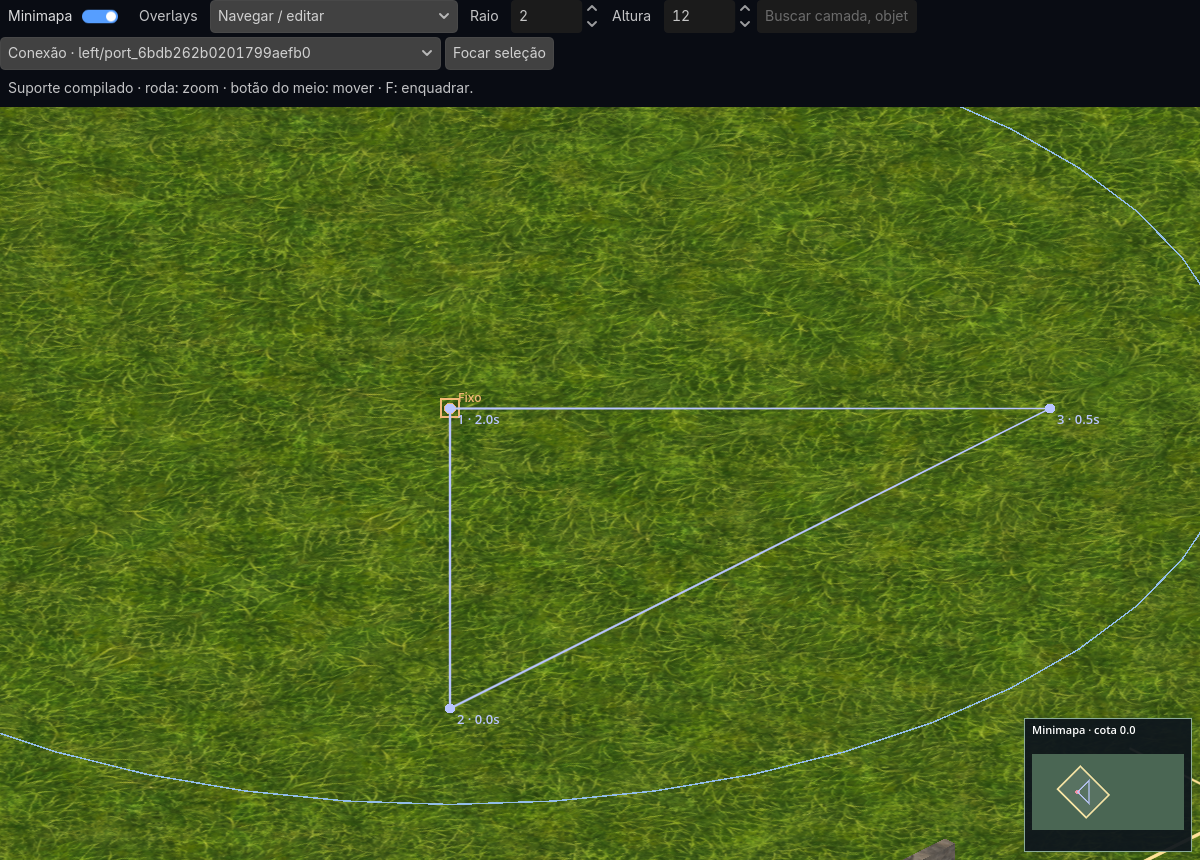 Minimapa Overlays Navegar / editar Raio 2 Altura 12 Buscar camada, objet
Conexão · left/port_6bdb262b0201799aefb0 Focar seleção
Suporte compilado · roda: zoom · botão do meio: mover · F: enquadrar.
Fixo
1 · 2.0s
3 · 0.5s
2 · 0.0s
Minimapa · cota 0.0